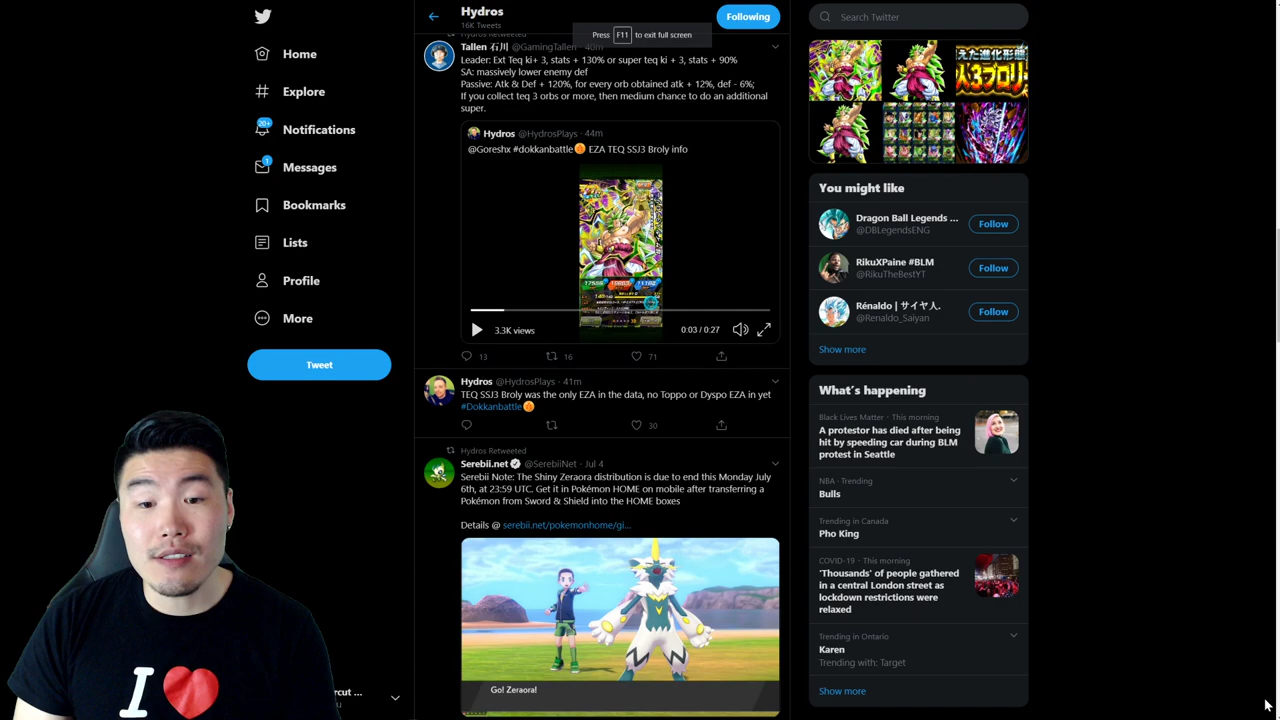 Home
Explore
20+
Notifications
1
Messages
Bookmarks
Lists
Profile
More
Tweet
I
Hydros
16K Tweets
Following
Press F11 to exit full screen
Hydros Retweeted
Tallen 石川 @GamingTallen · 40m
Leader: Ext Teq ki+ 3, stats + 130% or super teq ki + 3, stats + 90%
SA: massively lower enemy def
Passive: Atk & Def + 120%, for every orb obtained atk + 12%, def - 6%;
If you collect teq 3 orbs or more, then medium chance to do an additional
super.
Hydros @HydrosPlays · 44m
@Goreshx #dokkanbattle EZA TEQ SSJ3 Broly info
3.3K views
0:03 / 0:27
13
16
71
Hydros @HydrosPlays · 41m
TEQ SSJ3 Broly was the only EZA in the data, no Toppo or Dyspo EZA in yet
#Dokkanbattle
30
Hydros Retweeted
Serebii.net @SerebiiNet · Jul 4
Serebii Note: The Shiny Zeraora distribution is due to end this Monday July
6th, at 23:59 UTC. Get it in Pokémon HOME on mobile after transferring a
Pokémon from Sword & Shield into the HOME boxes
Details @ serebii.net/pokemonhome/gi...
Go! Zeraora!
Search Twitter
You might like
Dragon Ball Legends ...
@DBLegendsENG
Follow
RikuXPaine #BLM
@RikuTheBestYT
Follow
Rénaldo | サイヤ人.
@Renaldo_Saiyan
Follow
Show more
What's happening
Black Lives Matter · This morning
A protestor has died after being
hit by speeding car during BLM
protest in Seattle
NBA · Trending
Bulls
Trending in Canada
Pho King
COVID-19 · This morning
'Thousands' of people gathered
in a central London street as
lockdown restrictions were
relaxed
Trending in Ontario
Karen
Trending with: Target
Show more